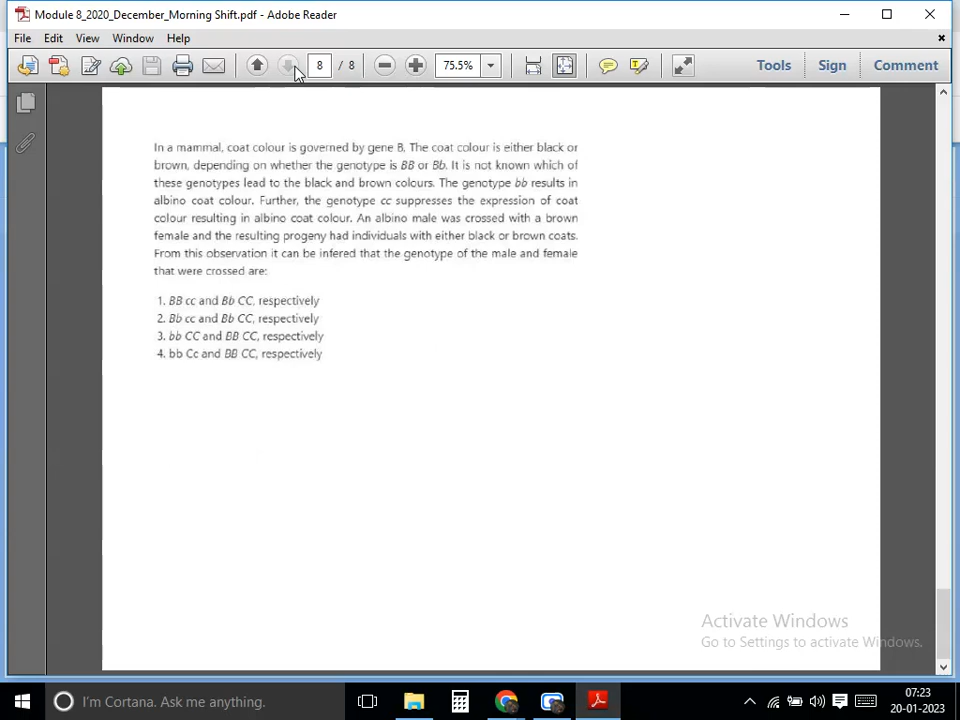 Module 8_2020_December_Morning Shift.pdf - Adobe Reader
File Edit View Window Help
8 / 8 75.5% Tools Sign Comment
In a mammal, coat colour is governed by gene B. The coat colour is either black or
brown, depending on whether the genotype is BB or Bb. It is not known which of
these genotypes lead to the black and brown colours. The genotype bb results in
albino coat colour. Further, the genotype cc suppresses the expression of coat
colour resulting in albino coat colour. An albino male was crossed with a brown
female and the resulting progeny had individuals with either black or brown coats.
From this observation it can be infered that the genotype of the male and female
that were crossed are:
1. BB cc and Bb CC, respectively
2. Bb cc and Bb CC, respectively
3. bb CC and BB CC, respectively
4. bb Cc and BB CC, respectively
Activate Windows
Go to Settings to activate Windows.
I'm Cortana. Ask me anything.
07:23
20-01-2023